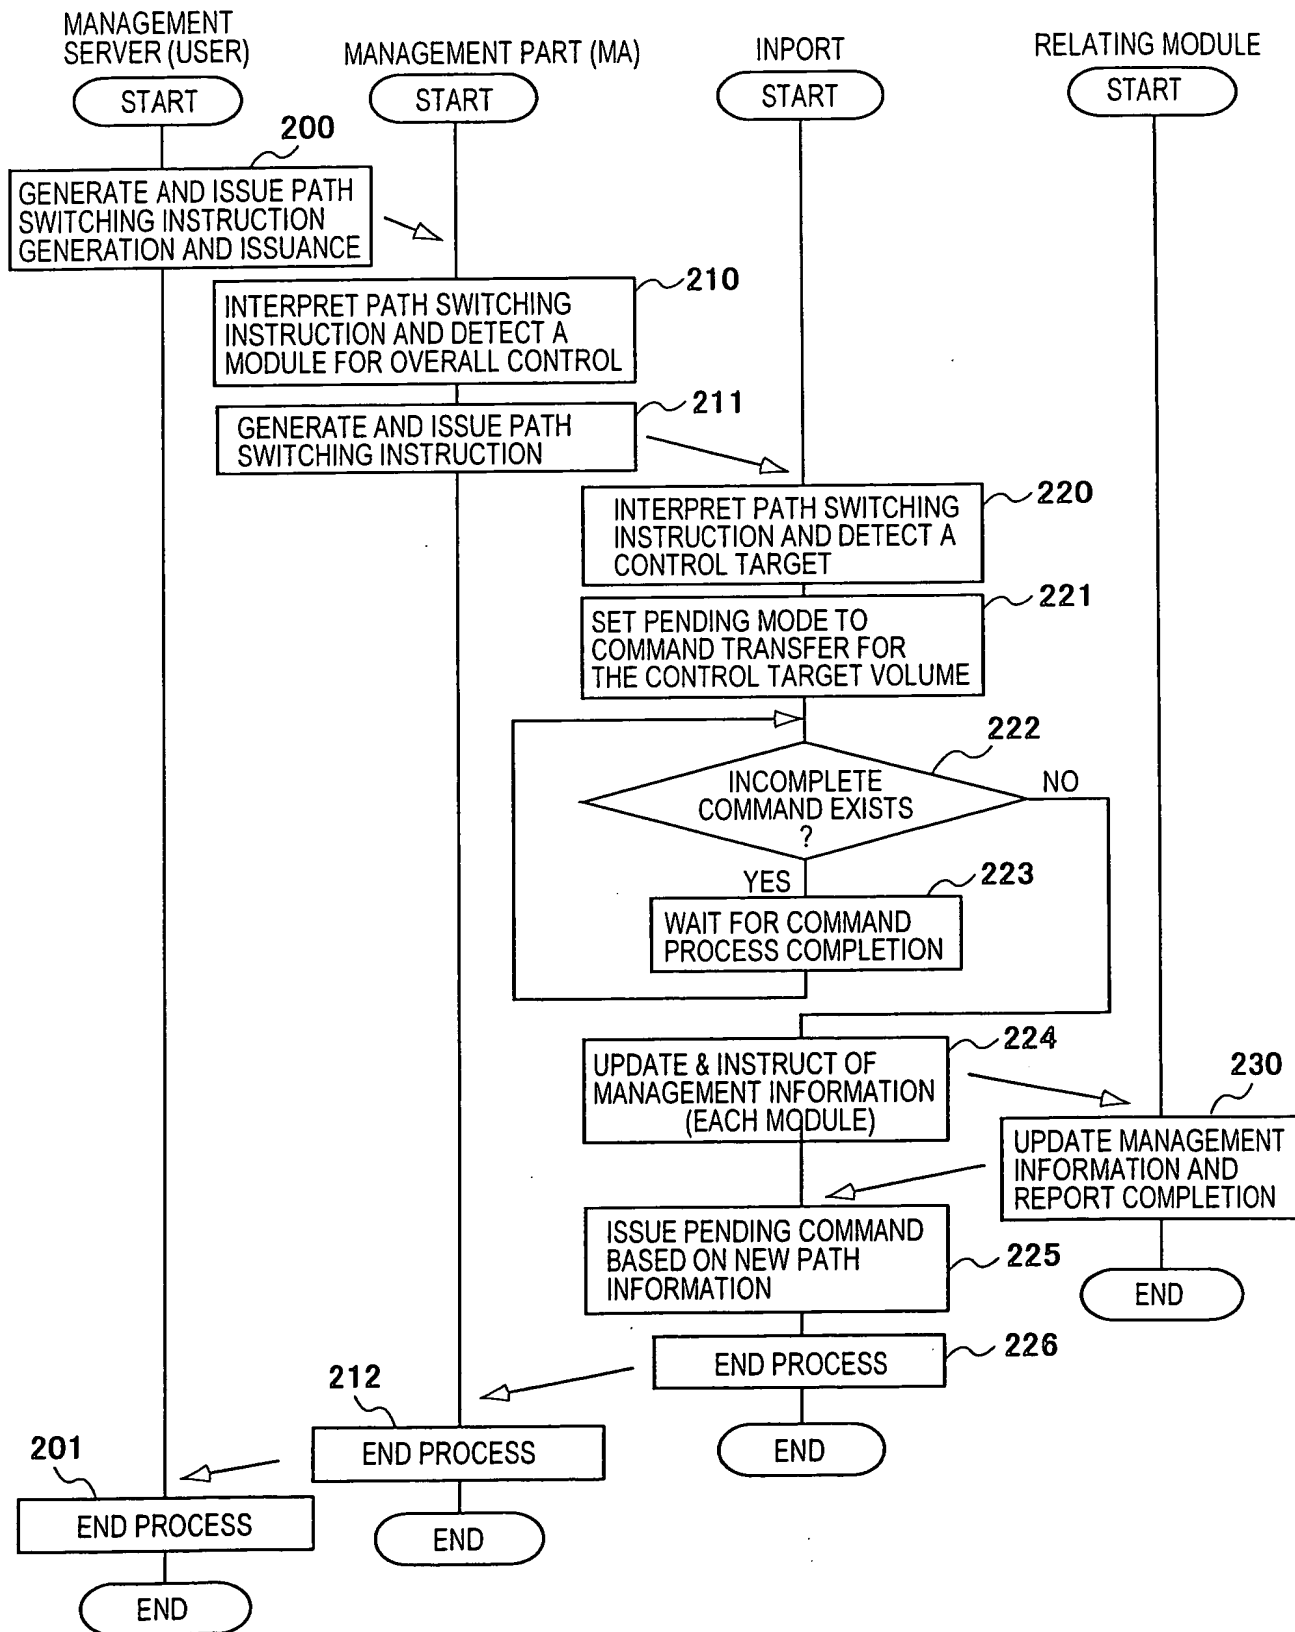 MANAGEMENT
SERVER (USER)
MANAGEMENT PART (MA)
INPORT
RELATING MODULE
START
START
START
START
200
GENERATE AND ISSUE PATH
SWITCHING INSTRUCTION
GENERATION AND ISSUANCE
210
INTERPRET PATH SWITCHING
INSTRUCTION AND DETECT A
MODULE FOR OVERALL CONTROL
211
GENERATE AND ISSUE PATH
SWITCHING INSTRUCTION
220
INTERPRET PATH SWITCHING
INSTRUCTION AND DETECT A
CONTROL TARGET
221
SET PENDING MODE TO
COMMAND TRANSFER FOR
THE CONTROL TARGET VOLUME
222
INCOMPLETE
COMMAND EXISTS
?
NO
YES
223
WAIT FOR COMMAND
PROCESS COMPLETION
224
UPDATE & INSTRUCT OF
MANAGEMENT INFORMATION
(EACH MODULE)
230
UPDATE MANAGEMENT
INFORMATION AND
REPORT COMPLETION
ISSUE PENDING COMMAND
BASED ON NEW PATH
INFORMATION
225
END
END PROCESS
226
212
END PROCESS
END
201
END PROCESS
END
END